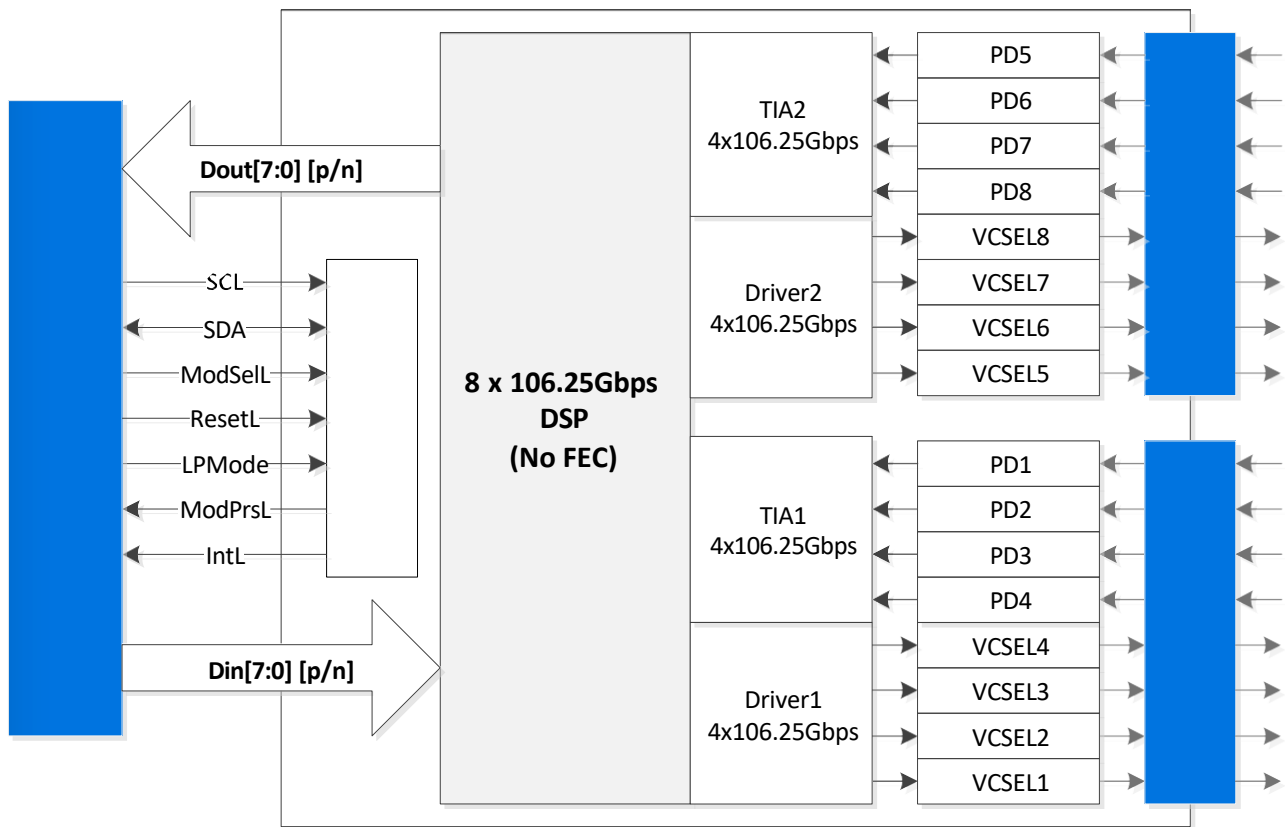 Dout[7:0] [p/n]
SCL
SDA
ModSelL
ResetL
LPMode
ModPrsL
IntL
Din[7:0] [p/n]
8 x 106.25Gbps
DSP
(No FEC)
TIA2
4x106.25Gbps
Driver2
4x106.25Gbps
TIA1
4x106.25Gbps
Driver1
4x106.25Gbps
PD5
PD6
PD7
PD8
VCSEL8
VCSEL7
VCSEL6
VCSEL5
PD1
PD2
PD3
PD4
VCSEL4
VCSEL3
VCSEL2
VCSEL1